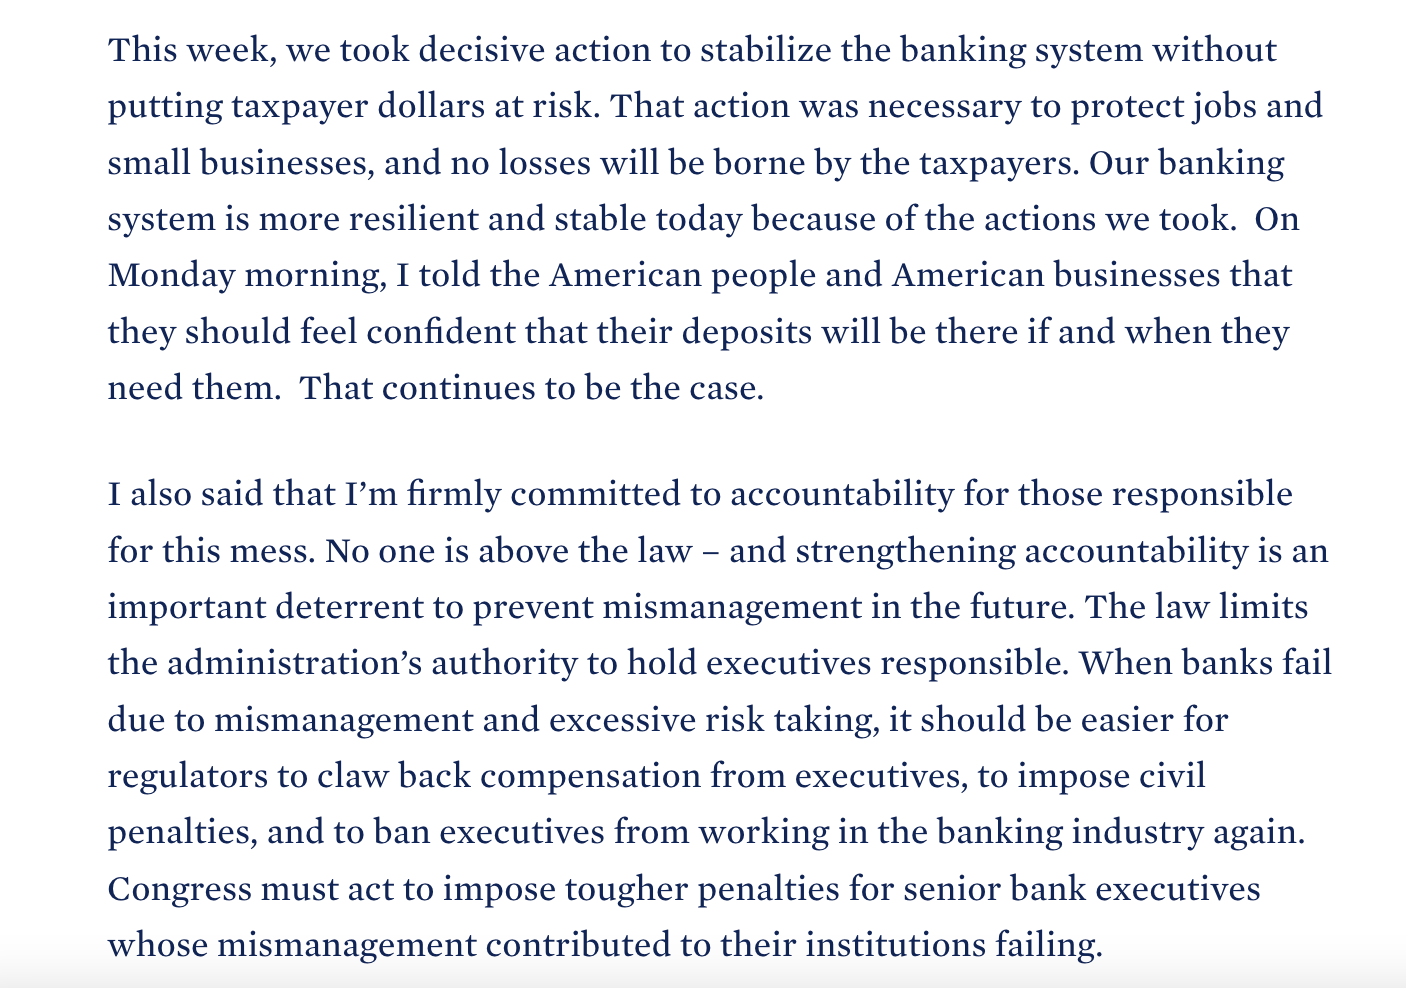 This week, we took decisive action to stabilize the banking system without
putting taxpayer dollars at risk. That action was necessary to protect jobs and
small businesses, and no losses will be borne by the taxpayers. Our banking
system is more resilient and stable today because of the actions we took.  On
Monday morning, I told the American people and American businesses that
they should feel confident that their deposits will be there if and when they
need them.  That continues to be the case.
I also said that I’m firmly committed to accountability for those responsible
for this mess. No one is above the law – and strengthening accountability is an
important deterrent to prevent mismanagement in the future. The law limits
the administration’s authority to hold executives responsible. When banks fail
due to mismanagement and excessive risk taking, it should be easier for
regulators to claw back compensation from executives, to impose civil
penalties, and to ban executives from working in the banking industry again.
Congress must act to impose tougher penalties for senior bank executives
whose mismanagement contributed to their institutions failing.